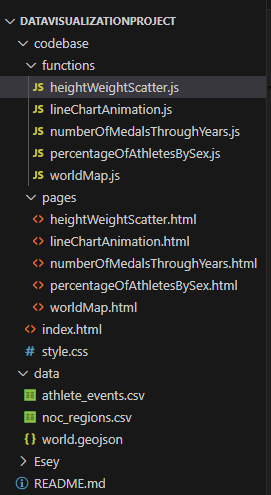 DATAVISUALIZATIONPROJECT
codebase
functions
JS heightWeightScatter.js
JS lineChartAnimation.js
JS numberOfMedalsThroughYears.js
JS percentageOfAthletesBySex.js
JS worldMap.js
pages
<> heightWeightScatter.html
<> lineChartAnimation.html
<> numberOfMedalsThroughYears.html
<> percentageOfAthletesBySex.html
<> worldMap.html
<> index.html
# style.css
data
athlete_events.csv
noc_regions.csv
{} world.geojson
Esey
README.md